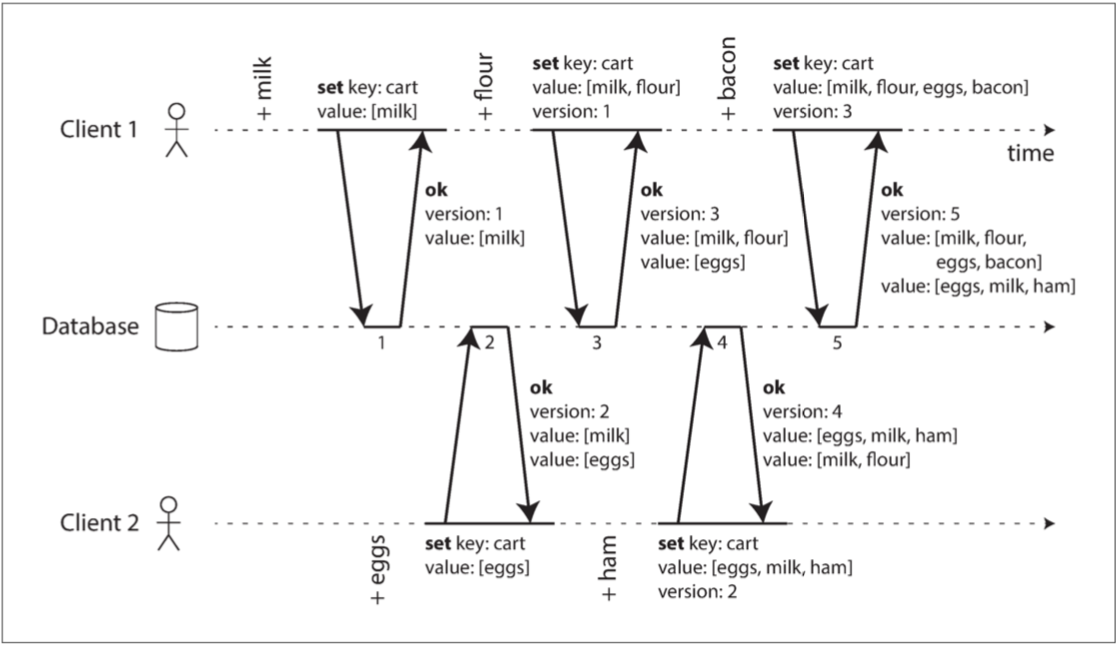 + milk
set key: cart
value: [milk]
+ flour
set key: cart
value: [milk, flour]
version: 1
+ bacon
set key: cart
value: [milk, flour, eggs, bacon]
version: 3
Client 1
time
ok
version: 1
value: [milk]
ok
version: 3
value: [milk, flour]
value: [eggs]
ok
version: 5
value: [milk, flour,
eggs, bacon]
value: [eggs, milk, ham]
Database
1
2
3
4
5
ok
version: 2
value: [milk]
value: [eggs]
ok
version: 4
value: [eggs, milk, ham]
value: [milk, flour]
Client 2
+ eggs
set key: cart
value: [eggs]
+ ham
set key: cart
value: [eggs, milk, ham]
version: 2